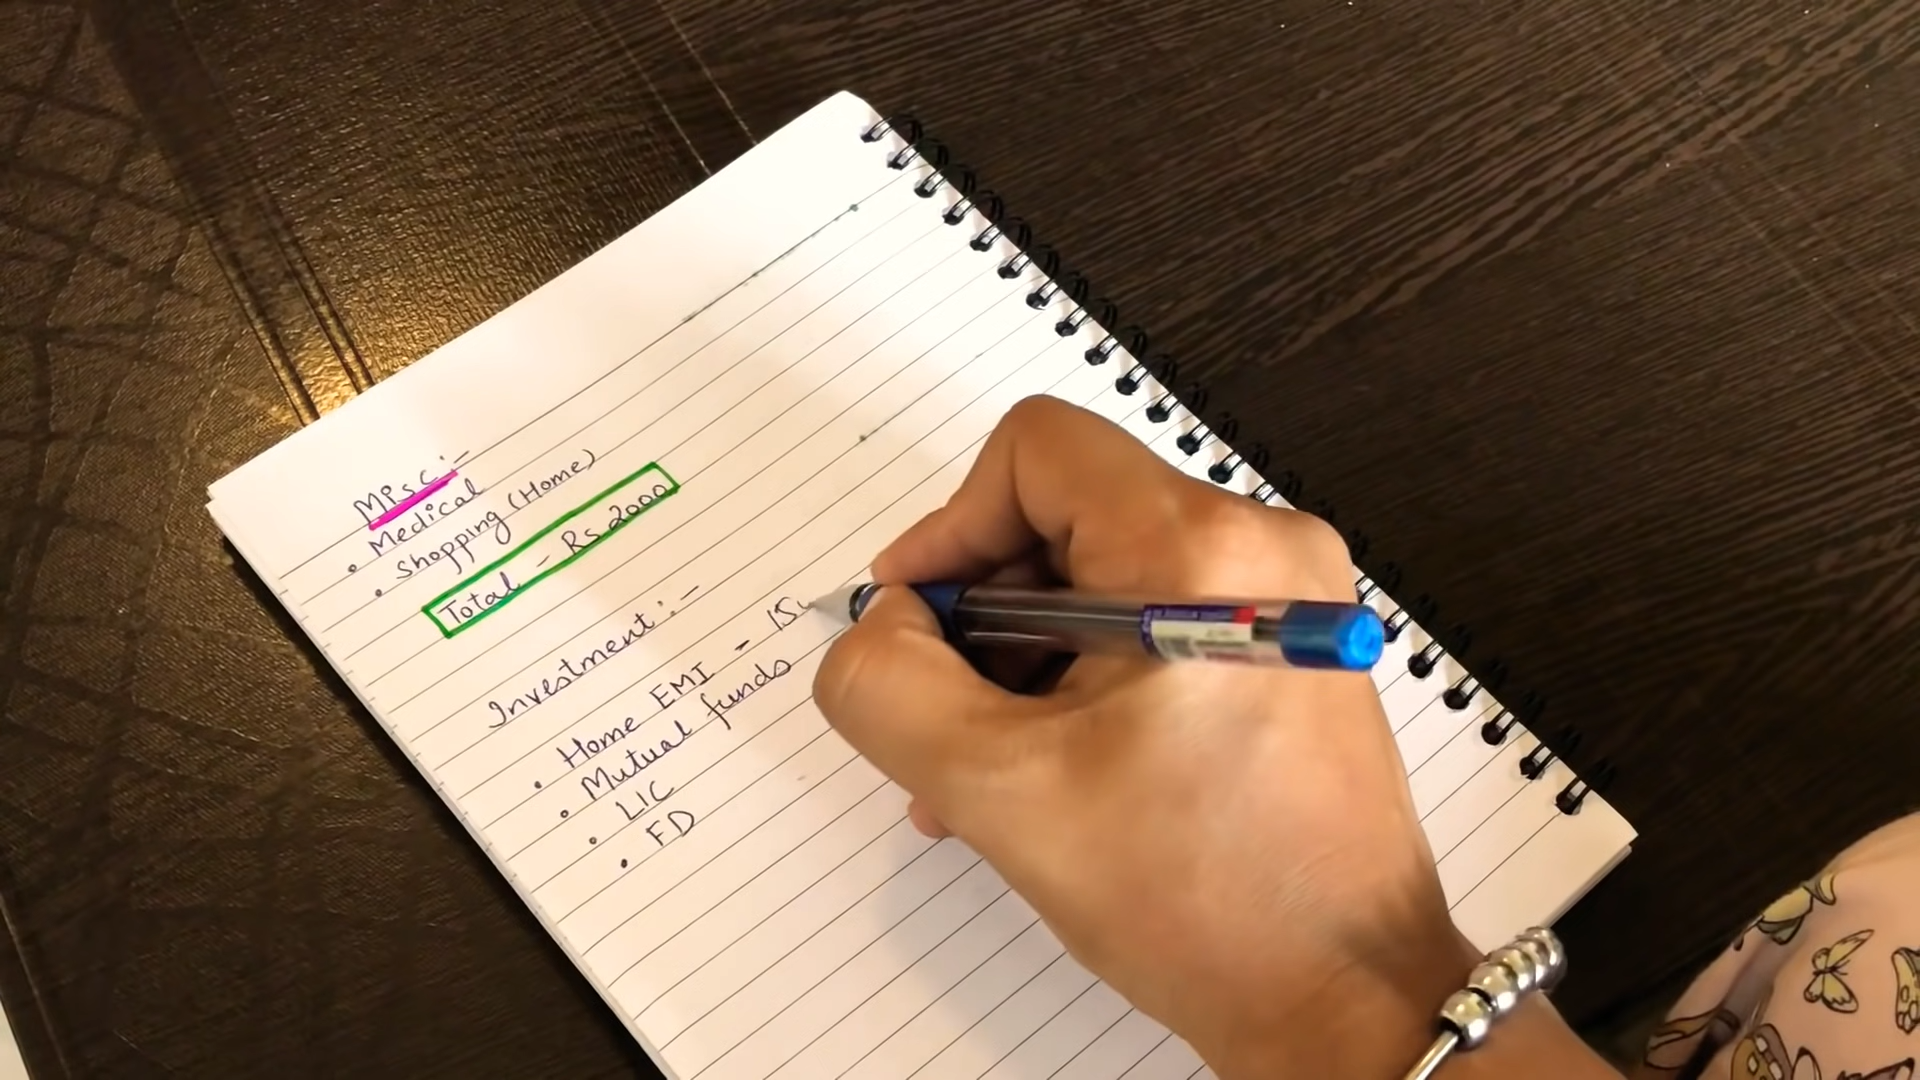 Misc :-
• Medical
• Shopping (Home)
Total - Rs 2000
Investment :-
• Home EMI - 15
• Mutual funds
• LIC
• FD